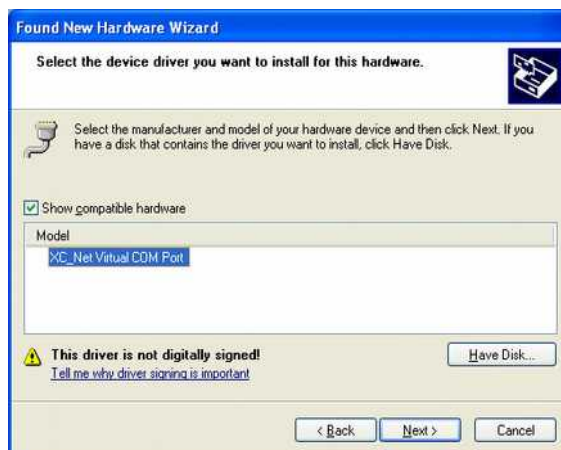 Found New Hardware Wizard
Select the device driver you want to install for this hardware.
Select the manufacturer and model of your hardware device and then click Next. If you
have a disk that contains the driver you want to install, click Have Disk.
Show compatible hardware
Model
XC_Net Virtual COM Port
This driver is not digitally signed!
Have Disk...
Tell me why driver signing is important
< Back
Next >
Cancel